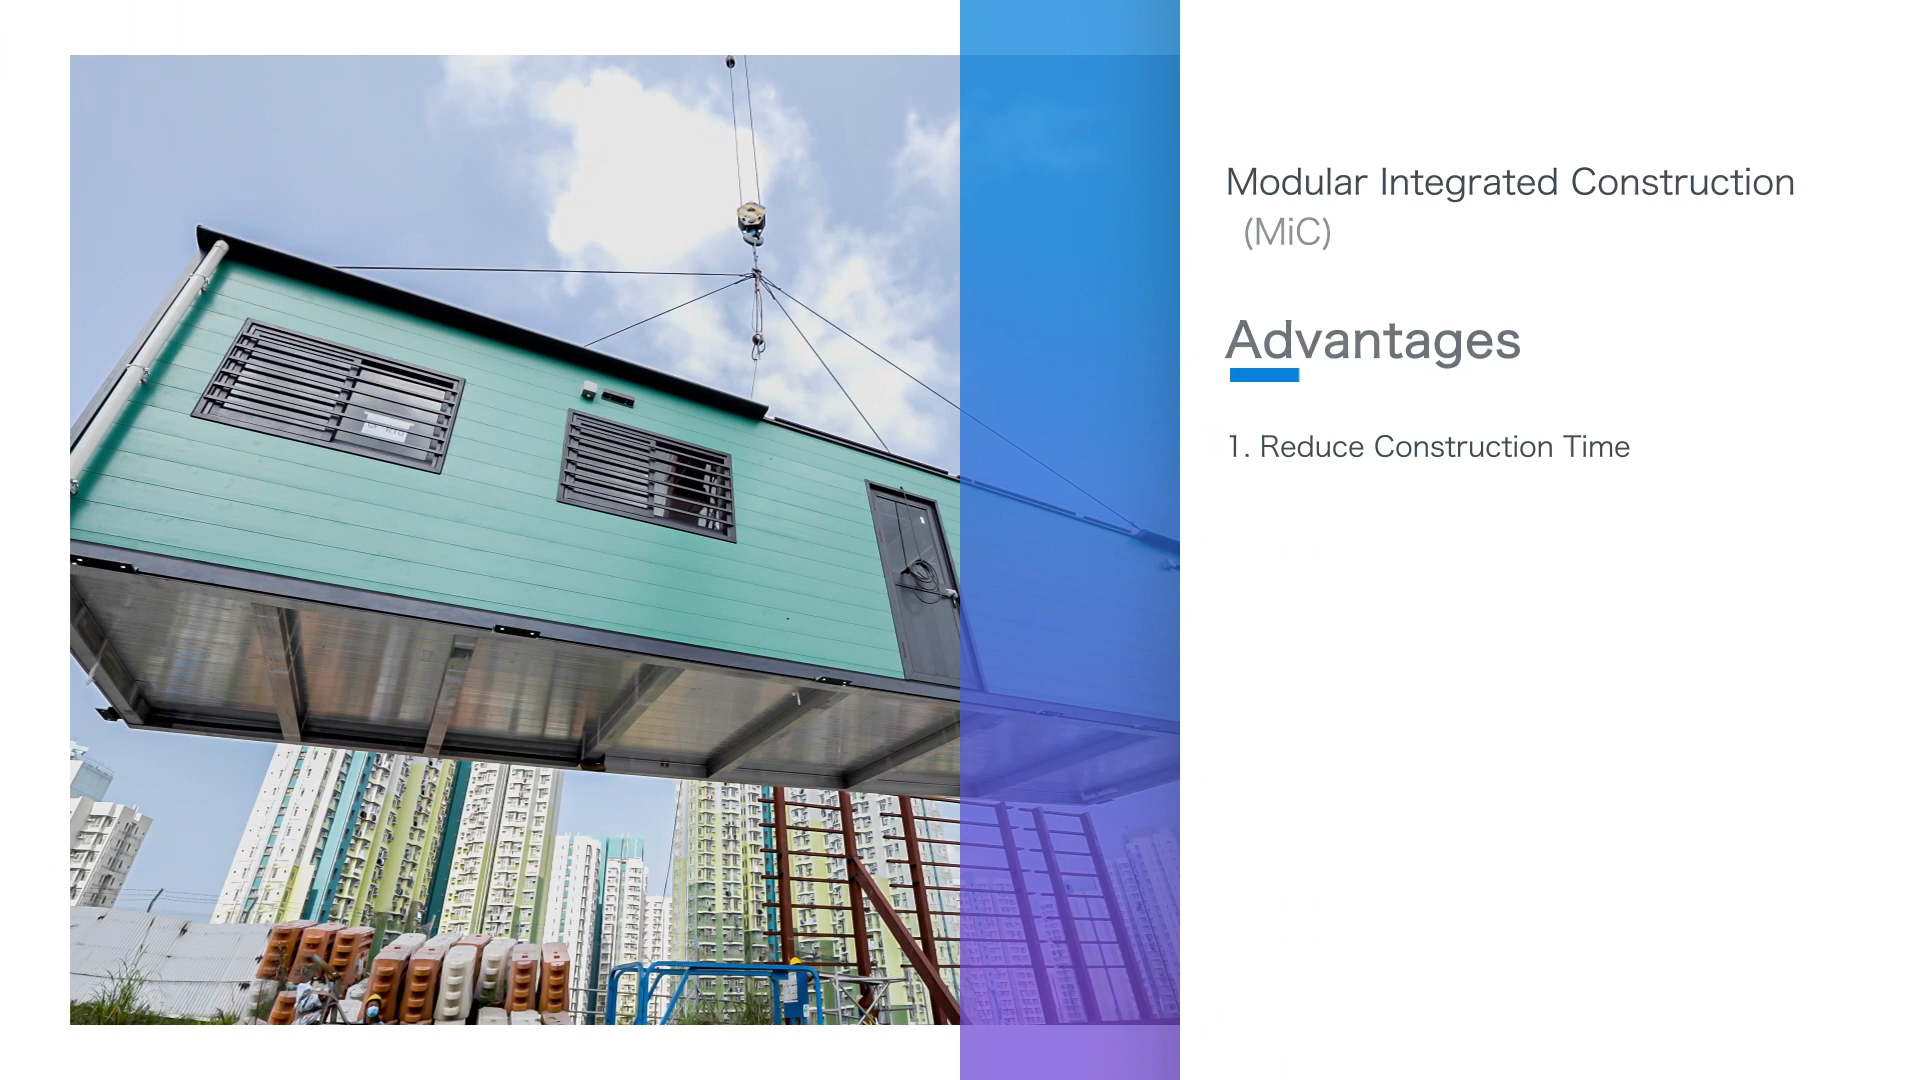 Modular Integrated Construction
(MiC)
Advantages
1. Reduce Construction Time